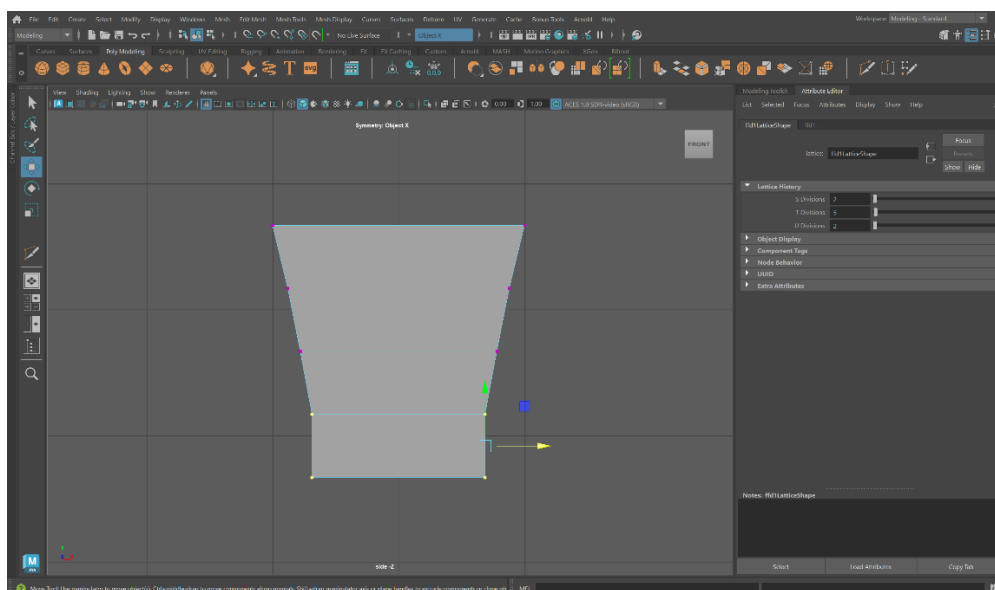 File Edit Create Select Modify Display Windows Mesh Edit Mesh Mesh Tools Mesh Display Curves Surfaces Deform UV Generate Cache Bonus Tools Arnold Help
Workspace Modeling - Standard
Modeling
No Live Surface
Object X
Curves Surfaces Poly Modeling Sculpting UV Editing Rigging Animation Rendering FX FX Caching Custom Arnold MASH Motion Graphics XGen Bifrost
View Shading Lighting Show Renderer Panels
0.00 1.00 ACES 1.0 SDR-video (sRGB)
Symmetry: Object X
FRONT
side -Z
Channel Box / Layer Editor
Modeling Toolkit Attribute Editor
List Selected Focus Attributes Display Show Help
ffd1LatticeShape ffd1
lattice: ffd1LatticeShape
Focus
Presets
Show Hide
Lattice History
S Divisions 2
T Divisions 5
U Divisions 2
Object Display
Component Tags
Node Behavior
UUID
Extra Attributes
Notes: ffd1LatticeShape
Select Load Attributes Copy Tab
M
MEL